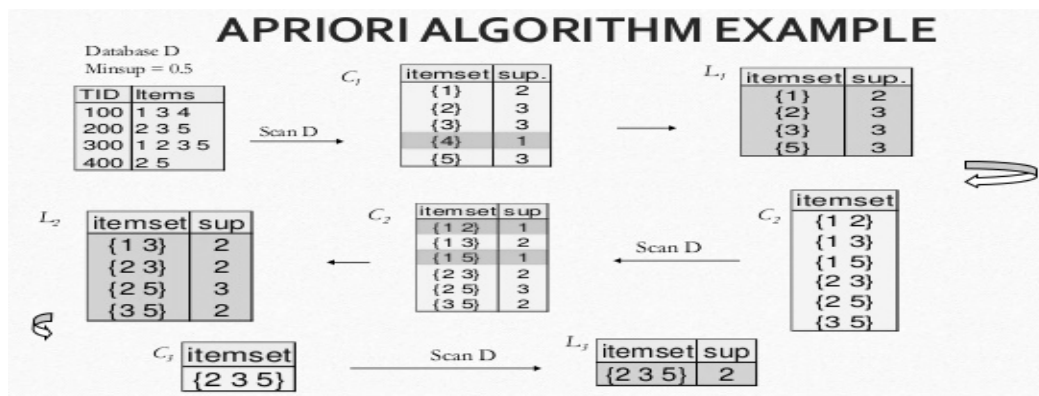 APRIORI ALGORITHM EXAMPLE
Database D
Minsup = 0.5
TID Items
100 1 3 4
200 2 3 5
300 1 2 3 5
400 2 5
Scan D
C1
itemset sup.
{1} 2
{2} 3
{3} 3
{4} 1
{5} 3
L1
itemset sup.
{1} 2
{2} 3
{3} 3
{5} 3
C2
itemset
{1 2}
{1 3}
{1 5}
{2 3}
{2 5}
{3 5}
Scan D
C2
itemset sup
{1 2} 1
{1 3} 2
{1 5} 1
{2 3} 2
{2 5} 3
{3 5} 2
L2
itemset sup
{1 3} 2
{2 3} 2
{2 5} 3
{3 5} 2
C3
itemset
{2 3 5}
Scan D
L3
itemset sup
{2 3 5} 2